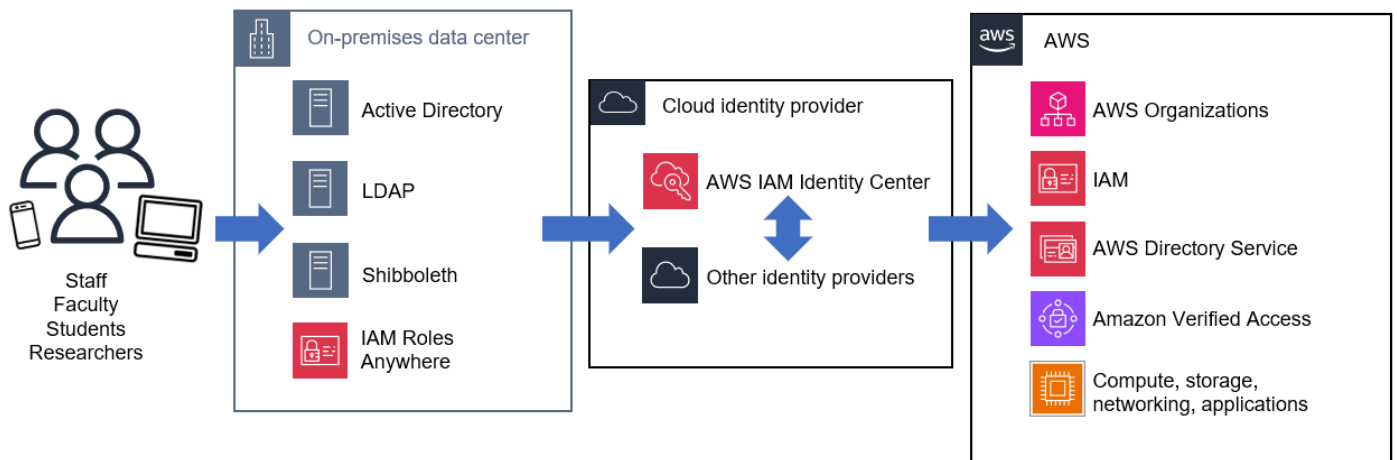 Staff
Faculty
Students
Researchers
On-premises data center
Active Directory
LDAP
Shibboleth
IAM Roles
Anywhere
Cloud identity provider
AWS IAM Identity Center
Other identity providers
aws
AWS
AWS Organizations
IAM
AWS Directory Service
Amazon Verified Access
Compute, storage,
networking, applications